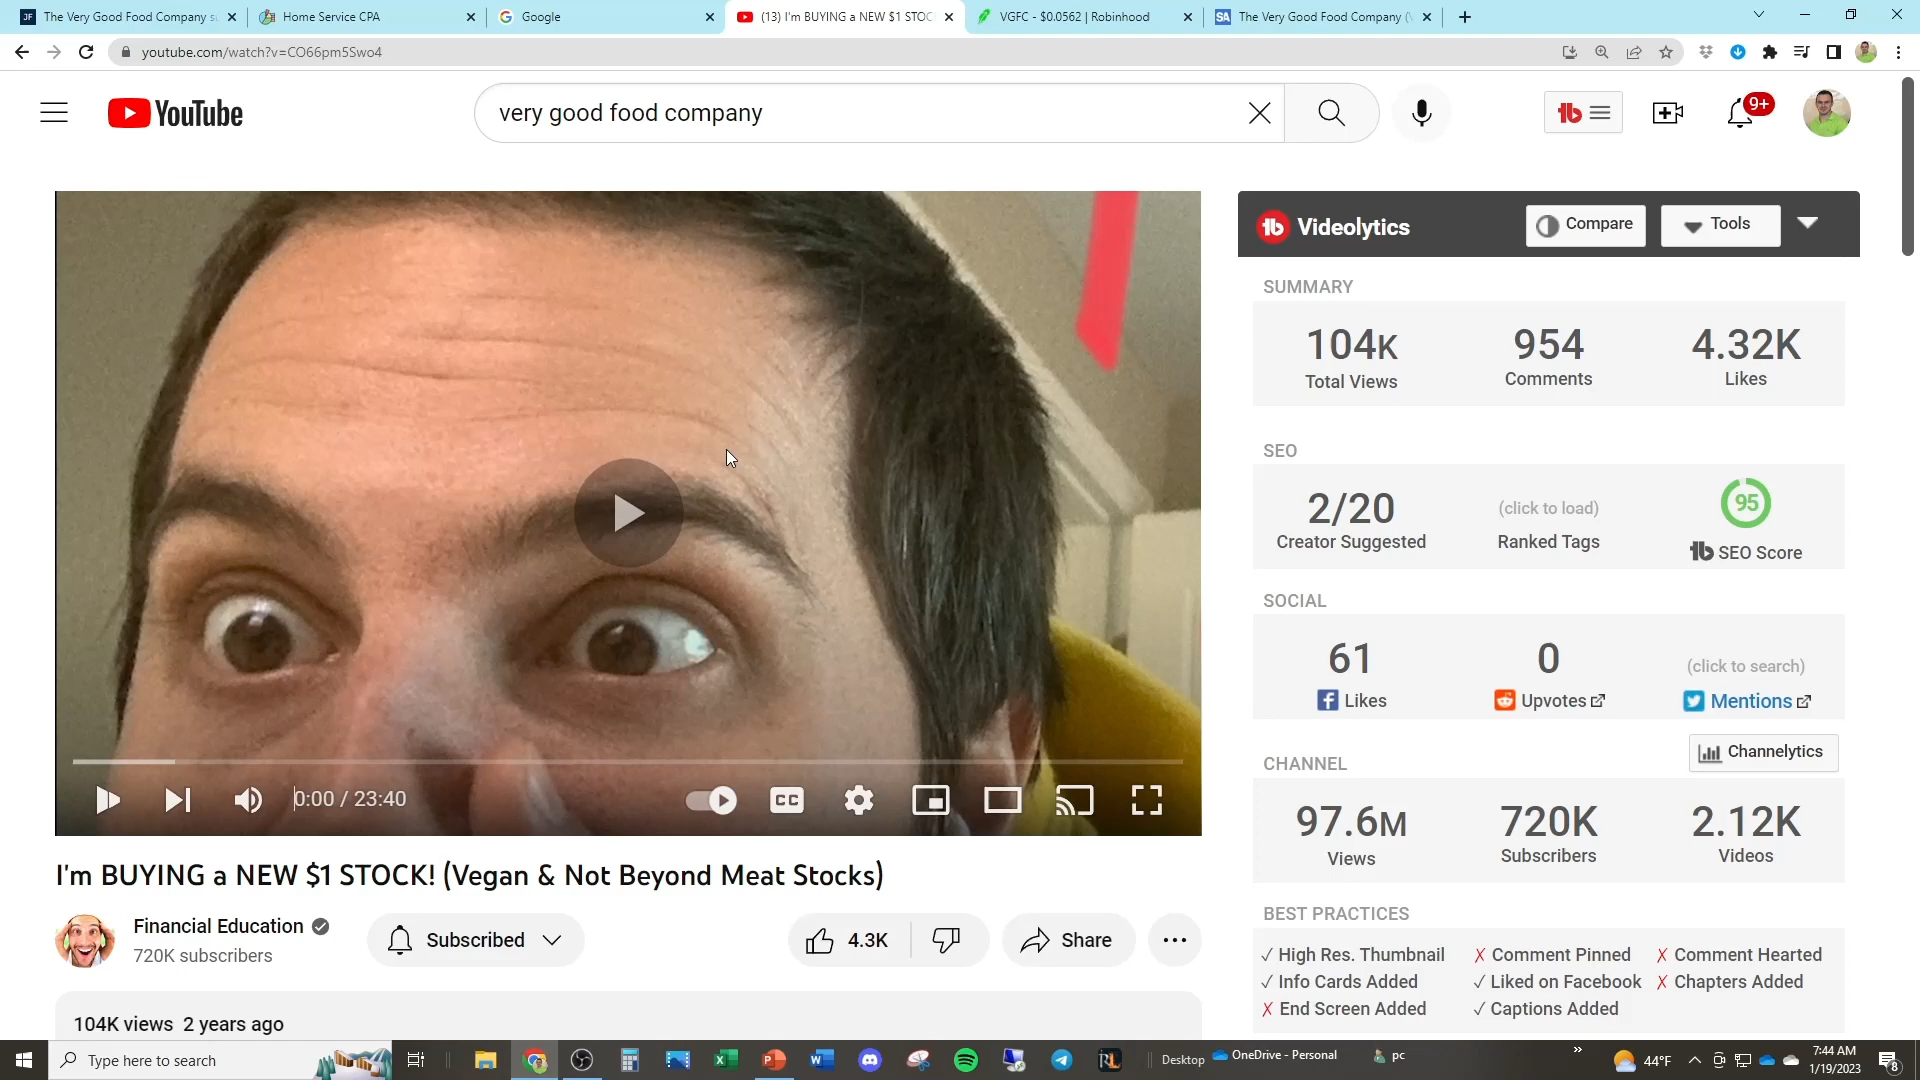 The Very Good Food Company su
Home Service CPA
Google
(13) I'm BUYING a NEW $1 STOC
VGFC - $0.0562 | Robinhood
The Very Good Food Company (V
youtube.com/watch?v=CO66pm5Swo4
YouTube
very good food company
9+
Videolytics
Compare
Tools
SUMMARY
104K
954
4.32K
Total Views
Comments
Likes
SEO
2/20
(click to load)
95
Creator Suggested
Ranked Tags
SEO Score
SOCIAL
61
0
(click to search)
Likes
Upvotes
Mentions
Channelytics
CHANNEL
97.6M
720K
2.12K
Views
Subscribers
Videos
BEST PRACTICES
✓ High Res. Thumbnail
✗ Comment Pinned
✗ Comment Hearted
✓ Info Cards Added
✓ Liked on Facebook
✗ Chapters Added
✗ End Screen Added
✓ Captions Added
0:00 / 23:40
CC
I'm BUYING a NEW $1 STOCK! (Vegan & Not Beyond Meat Stocks)
Financial Education
720K subscribers
Subscribed
4.3K
Share
104K views 2 years ago
Type here to search
Desktop
OneDrive - Personal
pc
44°F
7:44 AM
1/19/2023
8